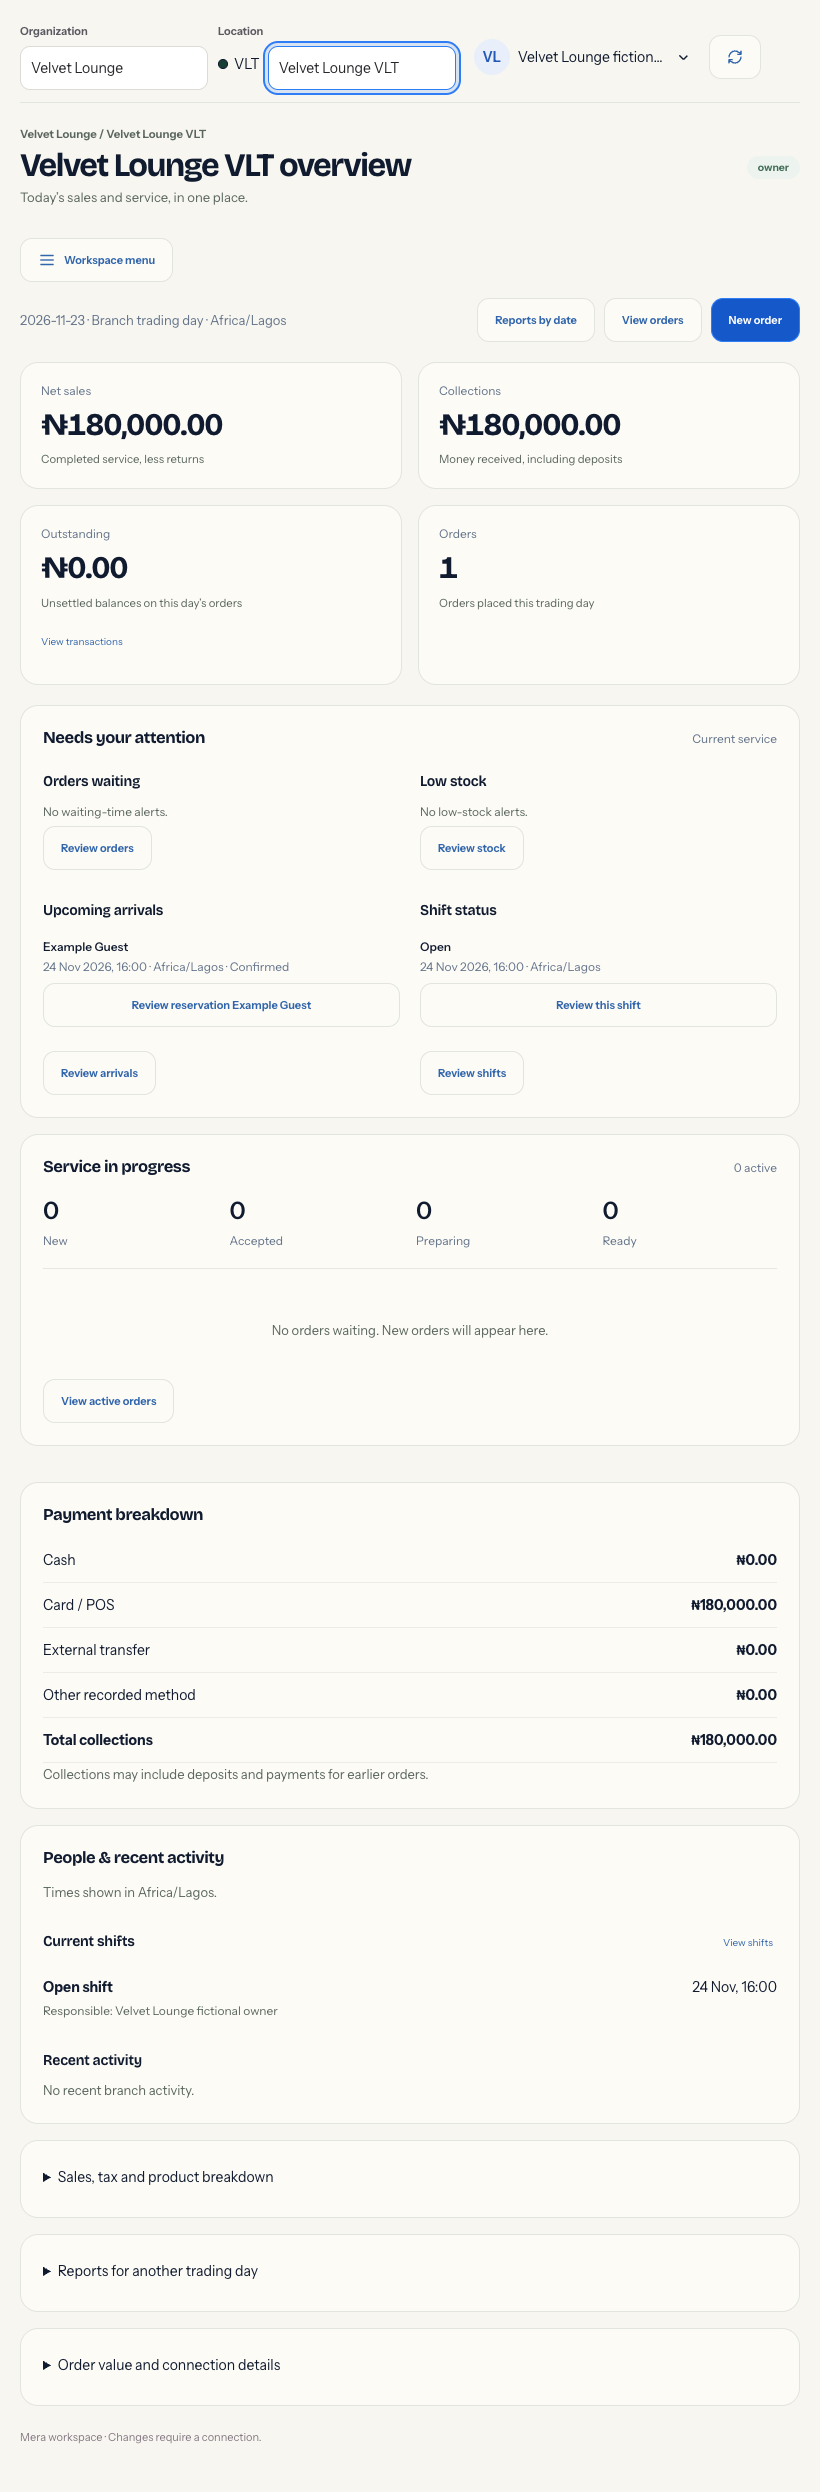 Organization
Location
Velvet Lounge
VLT
Velvet Lounge VLT
VL
Velvet Lounge fiction...
Velvet Lounge / Velvet Lounge VLT
Velvet Lounge VLT overview
owner
Today's sales and service, in one place.
Workspace menu
2026-11-23 · Branch trading day · Africa/Lagos
Reports by date
View orders
New order
Net sales
₦180,000.00
Completed service, less returns
Collections
₦180,000.00
Money received, including deposits
Outstanding
₦0.00
Unsettled balances on this day's orders
View transactions
Orders
1
Orders placed this trading day
Needs your attention
Current service
Orders waiting
No waiting-time alerts.
Review orders
Low stock
No low-stock alerts.
Review stock
Upcoming arrivals
Example Guest
24 Nov 2026, 16:00 · Africa/Lagos · Confirmed
Review reservation Example Guest
Review arrivals
Shift status
Open
24 Nov 2026, 16:00 · Africa/Lagos
Review this shift
Review shifts
Service in progress
0 active
0
New
0
Accepted
0
Preparing
0
Ready
No orders waiting. New orders will appear here.
View active orders
Payment breakdown
Cash ₦0.00
Card / POS ₦180,000.00
External transfer ₦0.00
Other recorded method ₦0.00
Total collections ₦180,000.00
Collections may include deposits and payments for earlier orders.
People & recent activity
Times shown in Africa/Lagos.
Current shifts
View shifts
Open shift
24 Nov, 16:00
Responsible: Velvet Lounge fictional owner
Recent activity
No recent branch activity.
Sales, tax and product breakdown
Reports for another trading day
Order value and connection details
Mera workspace · Changes require a connection.